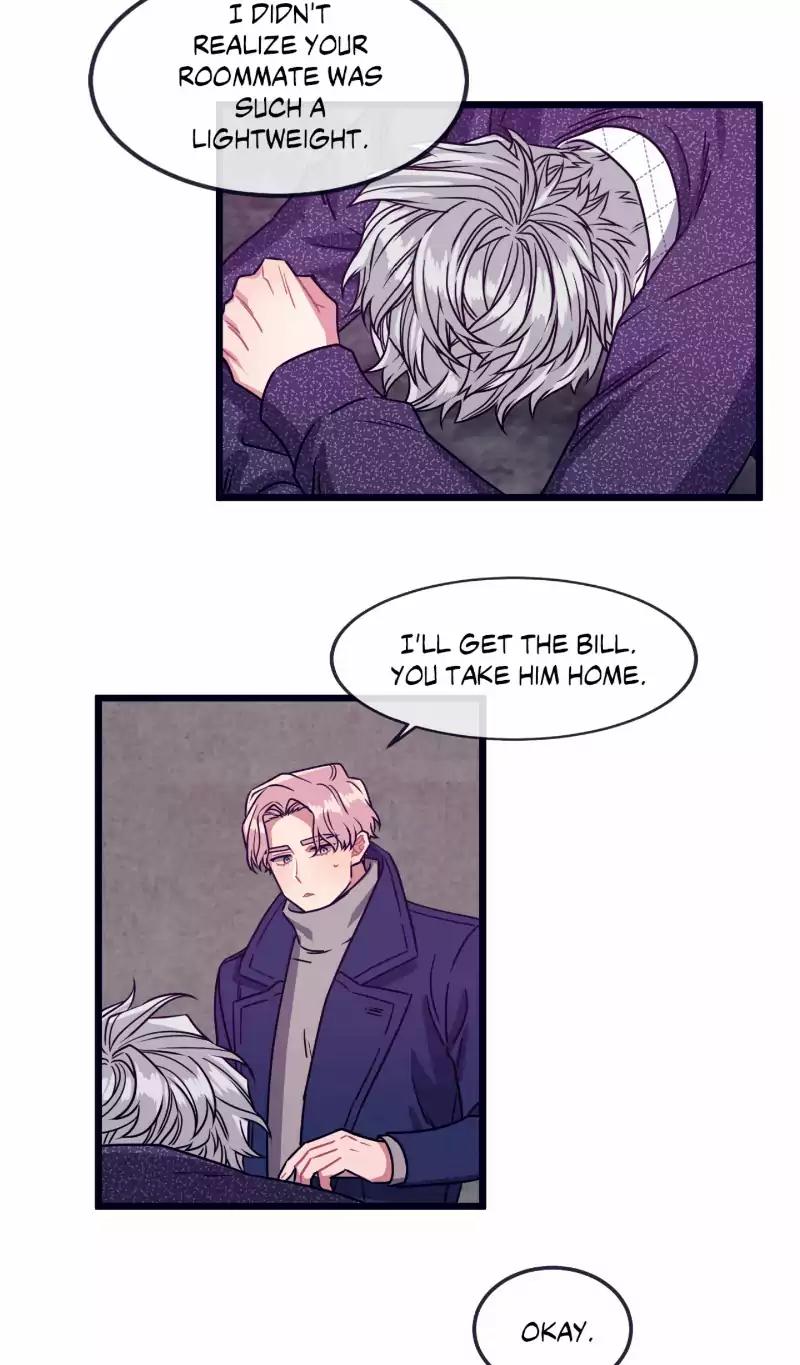 I DIDN'T
REALIZE YOUR
ROOMMATE WAS
SUCH A
LIGHTWEIGHT.
I'LL GET THE BILL.
YOU TAKE HIM HOME.
OKAY.